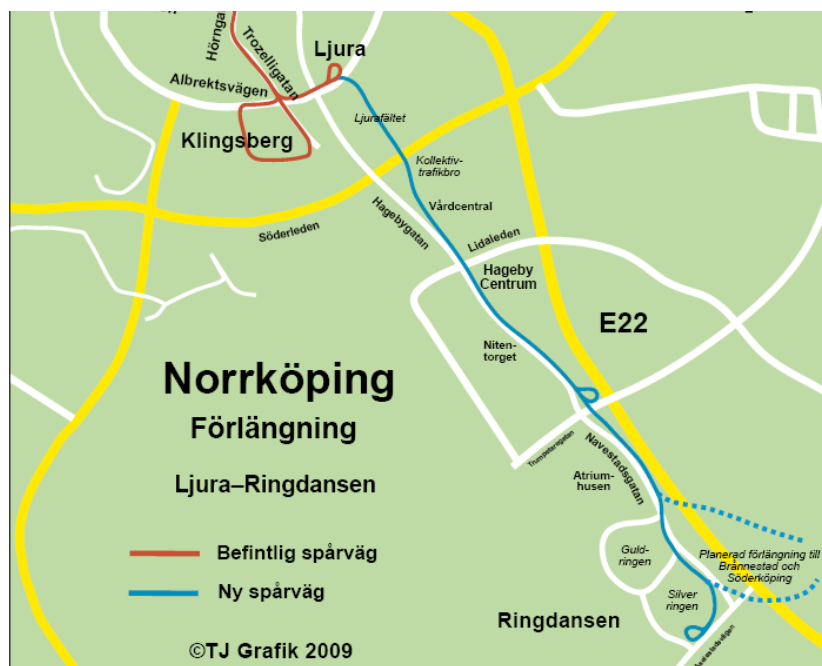 Hörnga
Trozelligatan
Ljura
Albrektsvägen
Ljurafältet
Klingsberg
Kollektiv-
trafikbro
Vårdcentral
Hagebygatan
Söderleden
Lidaleden
Hageby
Centrum
E22
Niten-
torget
Norrköping
Förlängning
Ljura–Ringdansen
Trumpetaregatan
Navestadsgatan
Atrium-
husen
Befintlig spårväg
Ny spårväg
Guld-
ringen
Planerad förlängning till
Brånnestad och
Söderköping
Silver
ringen
Ringdansen
©TJ Grafik 2009